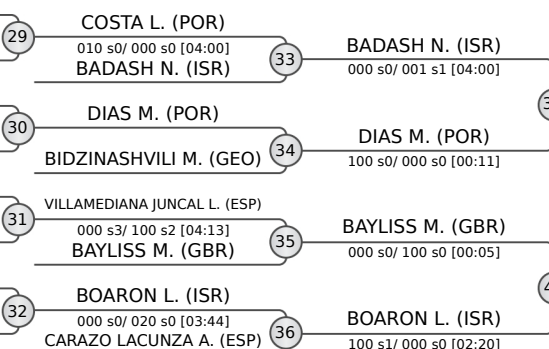 29
COSTA L. (POR)
010 s0/ 000 s0 [04:00]
BADASH N. (ISR)
33
BADASH N. (ISR)
000 s0/ 001 s1 [04:00]
30
DIAS M. (POR)
BIDZINASHVILI M. (GEO)
34
DIAS M. (POR)
100 s0/ 000 s0 [00:11]
31
VILLAMEDIANA JUNCAL L. (ESP)
000 s3/ 100 s2 [04:13]
BAYLISS M. (GBR)
35
BAYLISS M. (GBR)
000 s0/ 100 s0 [00:05]
32
BOARON L. (ISR)
000 s0/ 020 s0 [03:44]
CARAZO LACUNZA A. (ESP)
36
BOARON L. (ISR)
100 s1/ 000 s0 [02:20]